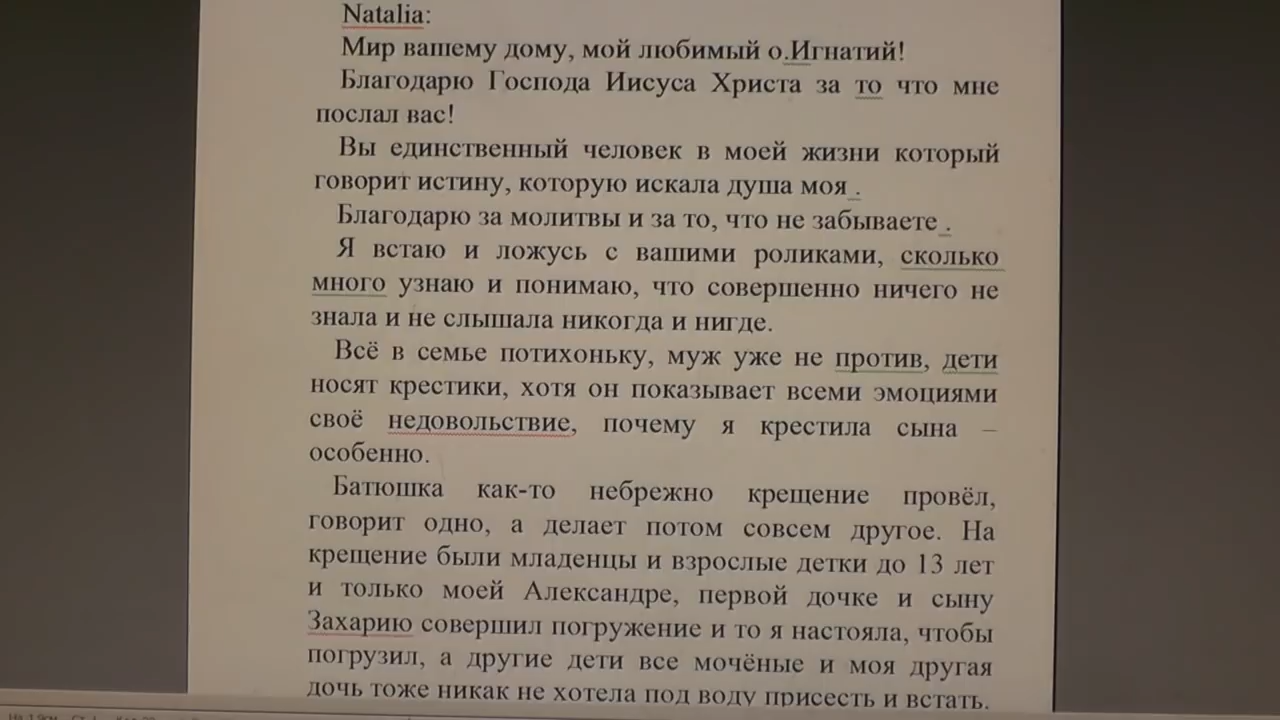 Natalia:
Мир вашему дому, мой любимый о.Игнатий!
Благодарю Господа Иисуса Христа за то что мне
послал вас!
Вы единственный человек в моей жизни который
говорит истину, которую искала душа моя .
Благодарю за молитвы и за то, что не забываете .
Я встаю и ложусь с вашими роликами, сколько
много узнаю и понимаю, что совершенно ничего не
знала и не слышала никогда и нигде.
Всё в семье потихоньку, муж уже не против, дети
носят крестики, хотя он показывает всеми эмоциями
своё недовольствие, почему я крестила сына –
особенно.
Батюшка как-то небрежно крещение провёл,
говорит одно, а делает потом совсем другое. На
крещение были младенцы и взрослые детки до 13 лет
и только моей Александре, первой дочке и сыну
Захарию совершил погружение и то я настояла, чтобы
погрузил, а другие дети все мочёные и моя другая
дочь тоже никак не хотела под воду присесть и встать.